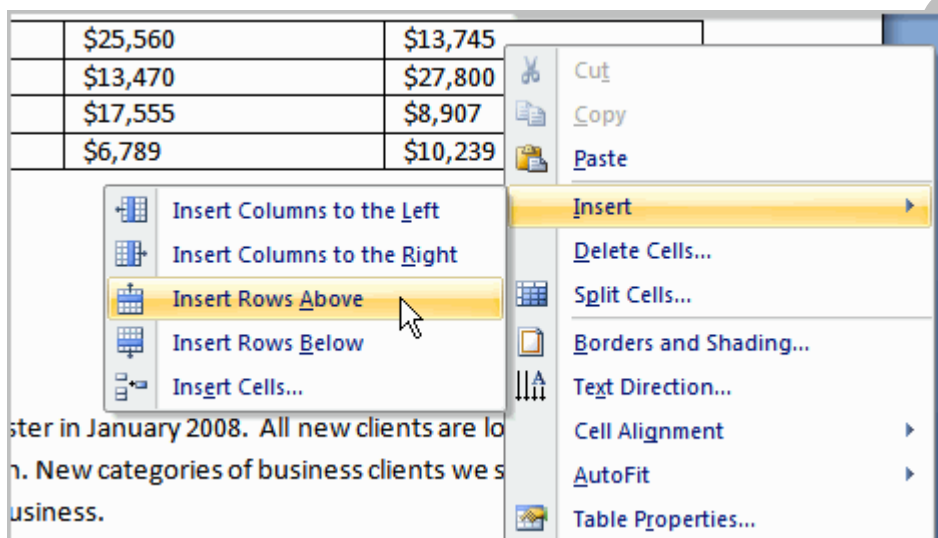 $25,560 $13,745
$13,470 $27,800
$17,555 $8,907
$6,789 $10,239
Cut
Copy
Paste
Insert
Delete Cells...
Split Cells...
Borders and Shading...
Text Direction...
Cell Alignment
AutoFit
Table Properties...
Insert Columns to the Left
Insert Columns to the Right
Insert Rows Above
Insert Rows Below
Insert Cells...
in January 2008. All new clients are
New categories of business clients we